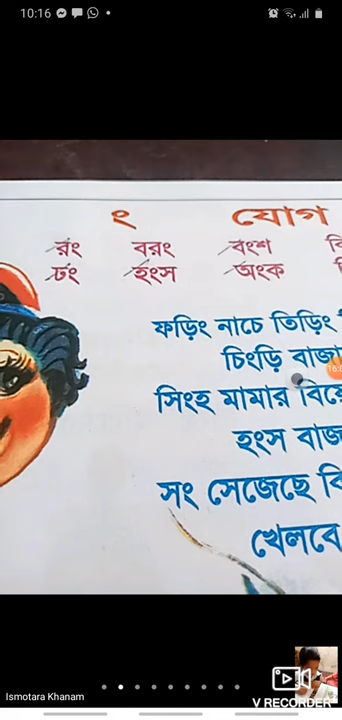 10:16
ং যোগ
রং বরং বংশ
ঢং হংস অংক
ফড়িং নাচে তিড়িং
চিংড়ি
সিংহ মামার
হংস
সং সেজেছে
খেলবে
Ismotara Khanam
V RECORDER